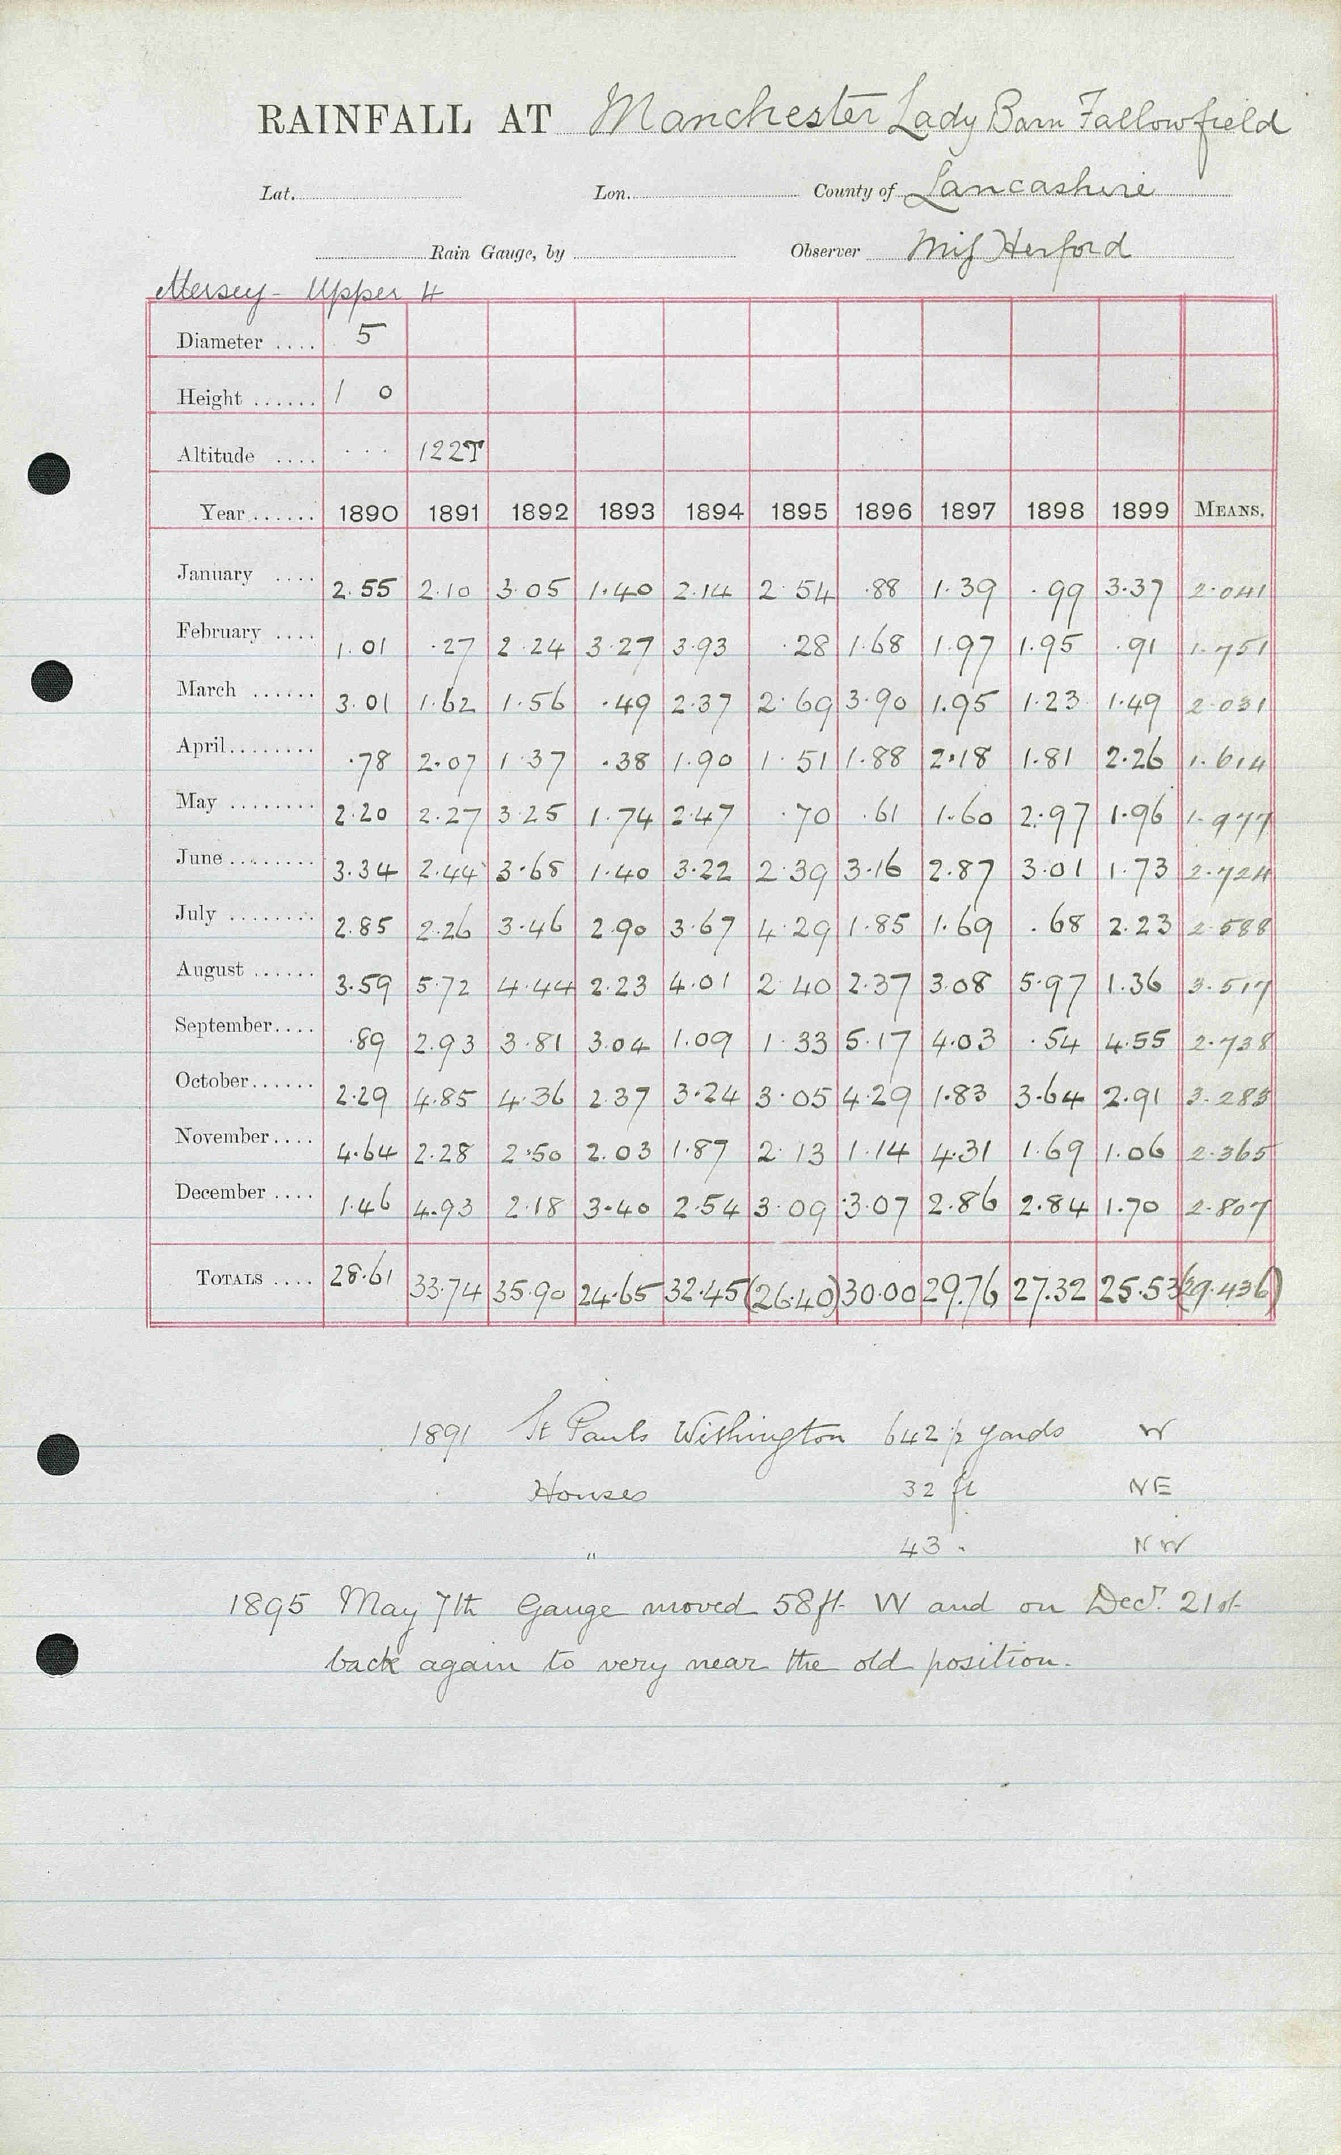 RAINFALL AT Manchester Lady Barn Fallowfield
Lat. Lon. County of Lancashire
Rain Gauge, by Observer Miss Herford
Mersey - Upper 4
Diameter .... 5
Height ...... 1 0
Altitude .... ... 122T
Year ...... 1890 1891 1892 1893 1894 1895 1896 1897 1898 1899 MEANS.
January .... 2.55 2.10 3.05 1.40 2.14 2.54 .88 1.39 .99 3.37 2.041
February .... 1.01 .27 2.24 3.27 3.93 .28 1.68 1.97 1.95 .91 1.751
March ...... 3.01 1.62 1.56 .49 2.37 2.69 3.90 1.95 1.23 1.49 2.031
April........ .78 2.07 1.37 .38 1.90 1.51 1.88 2.18 1.81 2.26 1.614
May ........ 2.20 2.27 3.25 1.74 2.47 .70 .61 1.60 2.97 1.96 1.977
June ........ 3.34 2.44 3.68 1.40 3.22 2.39 3.16 2.87 3.01 1.73 2.724
July ........ 2.85 2.26 3.46 2.90 3.67 4.29 1.85 1.69 .68 2.23 2.588
August ...... 3.59 5.72 4.44 2.23 4.01 2.40 2.37 3.08 5.97 1.36 3.517
September.... .89 2.93 3.81 3.04 1.09 1.33 5.17 4.03 .54 4.55 2.738
October...... 2.29 4.85 4.36 2.37 3.24 3.05 4.29 1.83 3.64 2.91 3.283
November.... 4.64 2.28 2.50 2.03 1.87 2.13 1.14 4.31 1.69 1.06 2.365
December .... 1.46 4.93 2.18 3.40 2.54 3.09 3.07 2.86 2.84 1.70 2.807
TOTALS .... 28.61 33.74 35.90 24.65 32.45 (26.40) 30.00 29.76 27.32 25.53 (29.436)
1891 St Pauls Withington 642 1/2 yards W
Houses 32 ft NE
" 43 " NW
1895 May 7th Gauge moved 58ft. W and on Decr. 21st
back again to very near the old position.